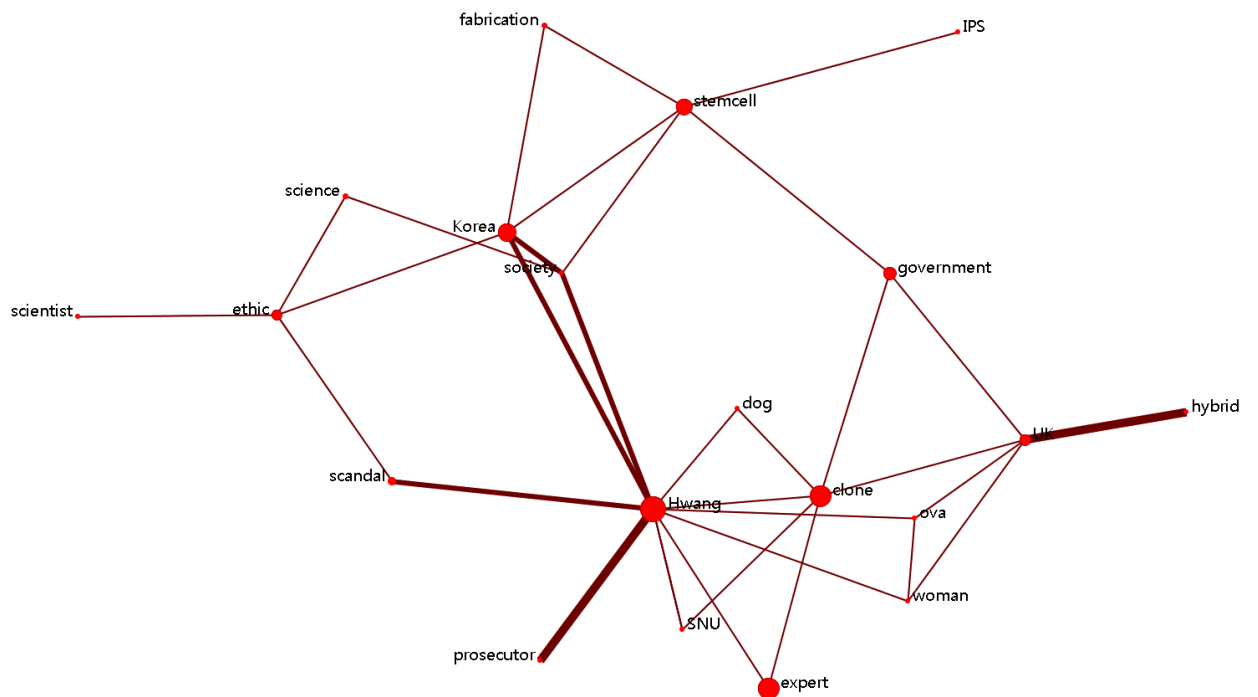 fabrication
IPS
stemcell
science
Korea
society
government
scientist
ethic
dog
hybrid
UK
scandal
clone
Hwang
ova
woman
SNU
prosecutor
expert